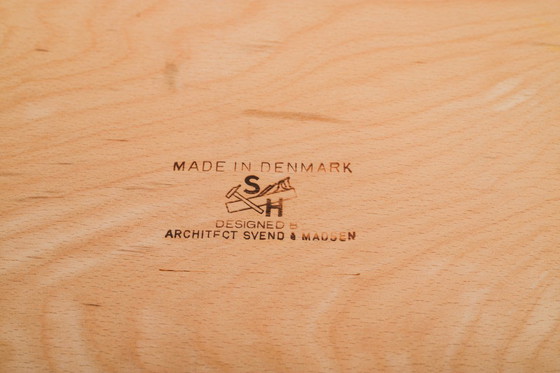 MADE IN DENMARK
S
H
DESIGNED B
ARCHITECT SVEND & MADSEN